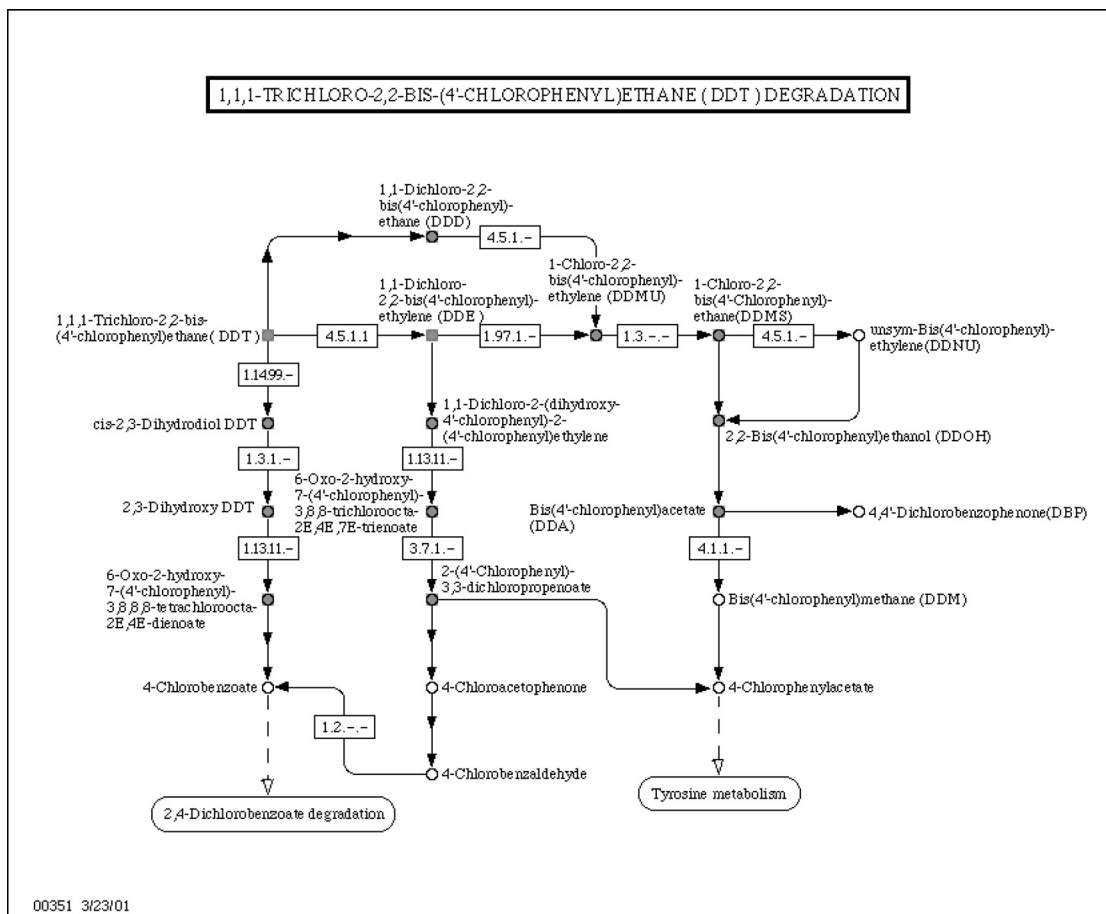 1,1,1-TRICHLORO-2,2-BIS-(4'-CHLOROPHENYL)ETHANE ( DDT ) DEGRADATION
1,1-Dichloro-2,2-
bis(4'-chlorophenyl)-
ethane (DDD)
4.5.1.–
1-Chloro-2,2-
bis(4'-chlorophenyl)-
ethylene (DDMU)
1,1-Dichloro-
2,2-bis(4'-chlorophenyl)-
ethylene (DDE )
1-Chloro-2,2-
bis(4'-Chlorophenyl)-
ethane(DDMS)
1,1,1-Trichloro-2,2-bis-
(4'-chlorophenyl)ethane( DDT )
4.5.1.1
1.97.1.–
1.3.–.–
4.5.1.–
unsym-Bis(4'-chlorophenyl)-
ethylene(DDNU)
1.14.99.–
cis-2,3-Dihydrodiol DDT
1,1-Dichloro-2-(dihydroxy-
4'-chlorophenyl)-2-
(4'-chlorophenyl)ethylene
2,2-Bis(4'-chlorophenyl)ethanol (DDOH)
1.3.1.–
1.13.11.–
2,3-Dihydroxy DDT
6-Oxo-2-hydroxy-
7-(4'-chlorophenyl)-
3,8,8-trichloroocta-
2E,4E,7E-trienoate
Bis(4'-chlorophenyl)acetate
(DDA)
4,4'-Dichlorobenzophenone(DBP)
1.13.11.–
3.7.1.–
4.1.1.–
6-Oxo-2-hydroxy-
7-(4'-chlorophenyl)-
3,8,8,8-tetrachloroocta-
2E,4E-dienoate
2-(4'-Chlorophenyl)-
3,3-dichloropropenoate
Bis(4'-chlorophenyl)methane (DDM)
4-Chlorobenzoate
4-Chloroacetophenone
4-Chlorophenylacetate
1.2.–.–
4-Chlorobenzaldehyde
2,4-Dichlorobenzoate degradation
Tyrosine metabolism
00351 3/23/01